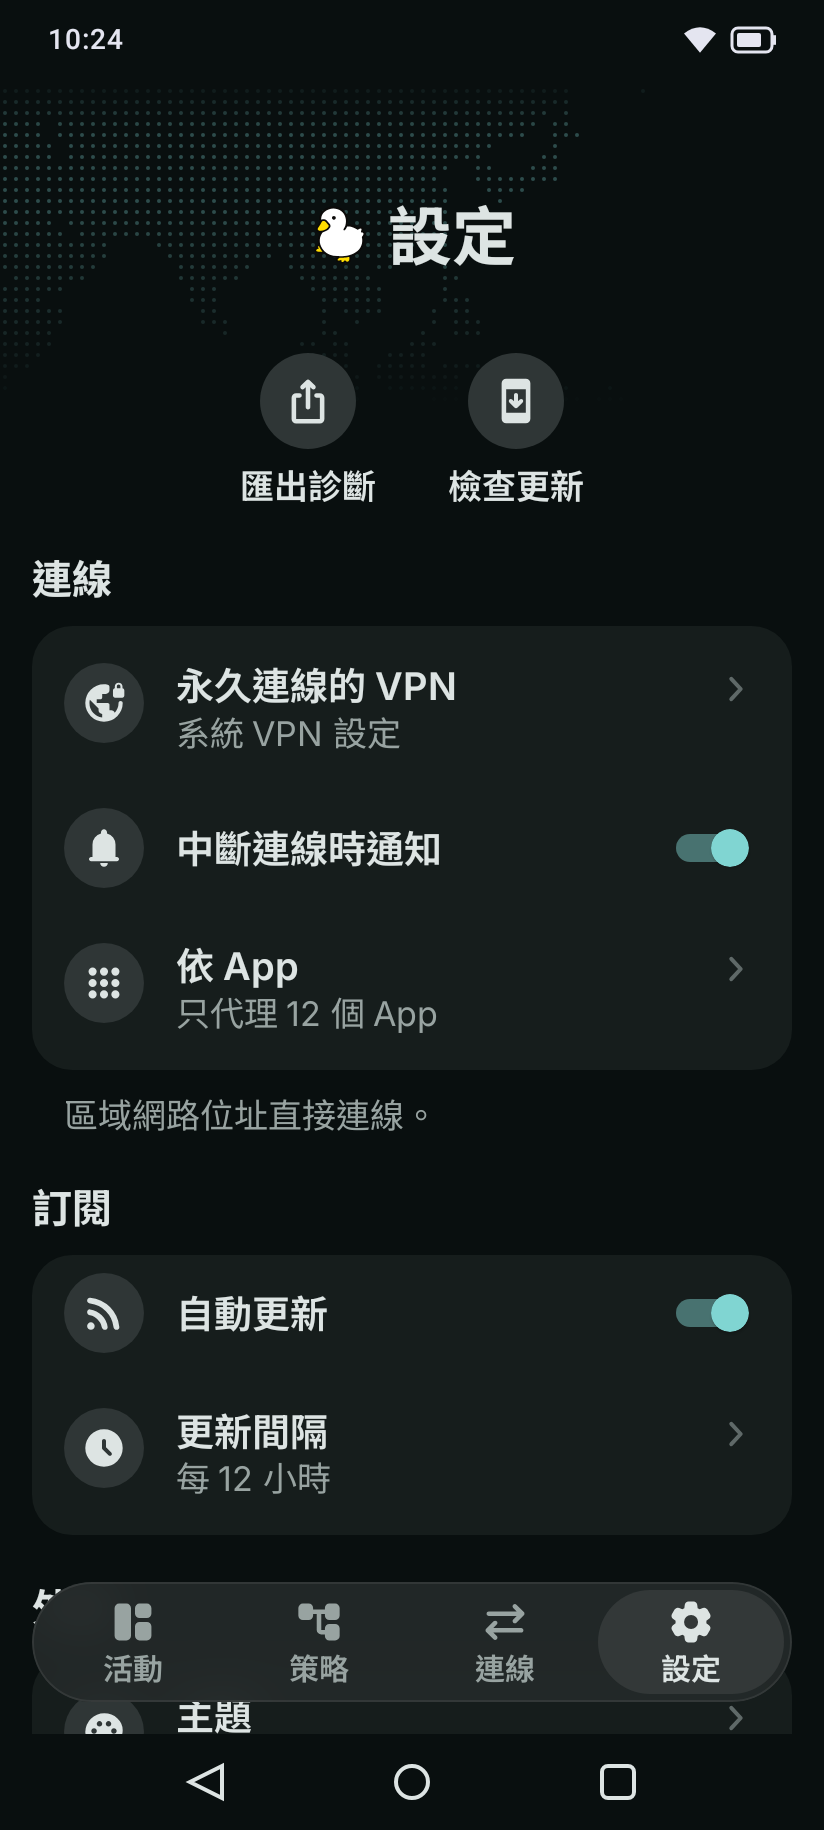 10:24
設定
匯出診斷
檢查更新
連線
永久連線的 VPN
系統 VPN 設定
中斷連線時通知
依 App
只代理 12 個 App
區域網路位址直接連線。
訂閱
自動更新
更新間隔
每 12 小時
活動
策略
連線
設定
主題